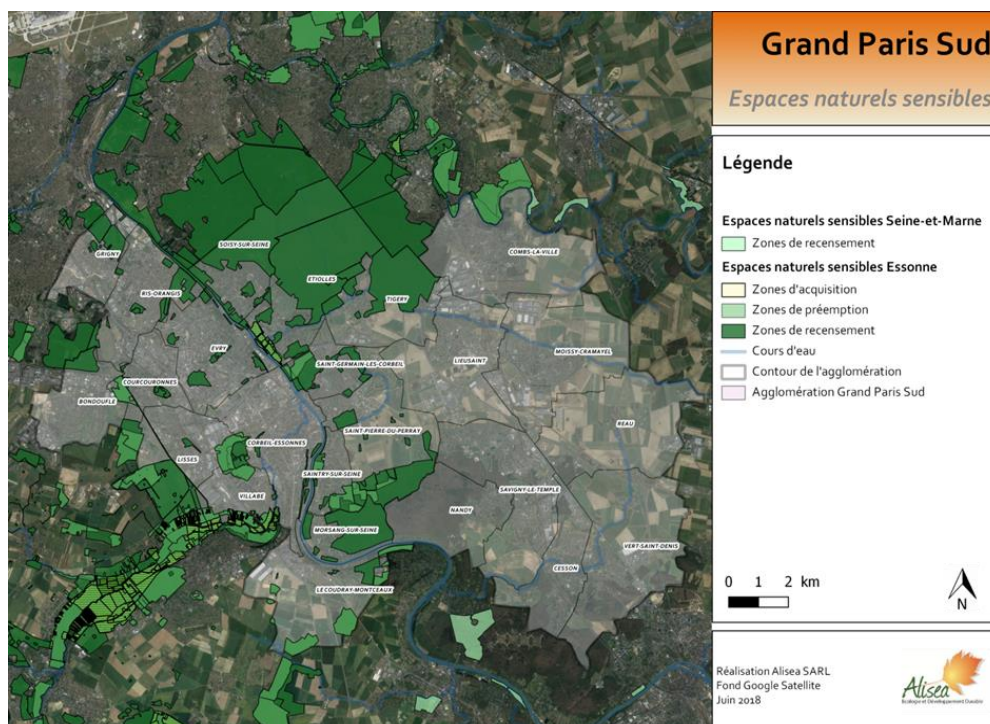 Grand Paris Sud
Espaces naturels sensibles
Légende
Espaces naturels sensibles Seine-et-Marne
Zones de recensement
Espaces naturels sensibles Essonne
Zones d'acquisition
Zones de préemption
Zones de recensement
Cours d'eau
Contour de l'agglomération
Agglomération Grand Paris Sud
0 1 2 km
N
Réalisation Alisea SARL
Fond Google Satellite
Juin 2018
Alisea
Ecologie et Développement Durable
SOISY-SUR-SEINE
GRIGNY
COMBS-LA-VILLE
ETIOLLES
RIS-ORANGIS
TIGERY
EVRY
MOISSY-CRAMAYEL
LIEUSAINT
SAINT-GERMAIN-LES-CORBEIL
COURCOURONNES
BONDOUFLE
REAU
SAINT-PIERRE-DU-PERRAY
CORBEIL-ESSONNES
LISSES
SAINTRY-SUR-SEINE
SAVIGNY-LE-TEMPLE
VILLABE
NANDY
MORSANG-SUR-SEINE
VERT-SAINT-DENIS
CESSON
LE COUDRAY-MONTCEAUX